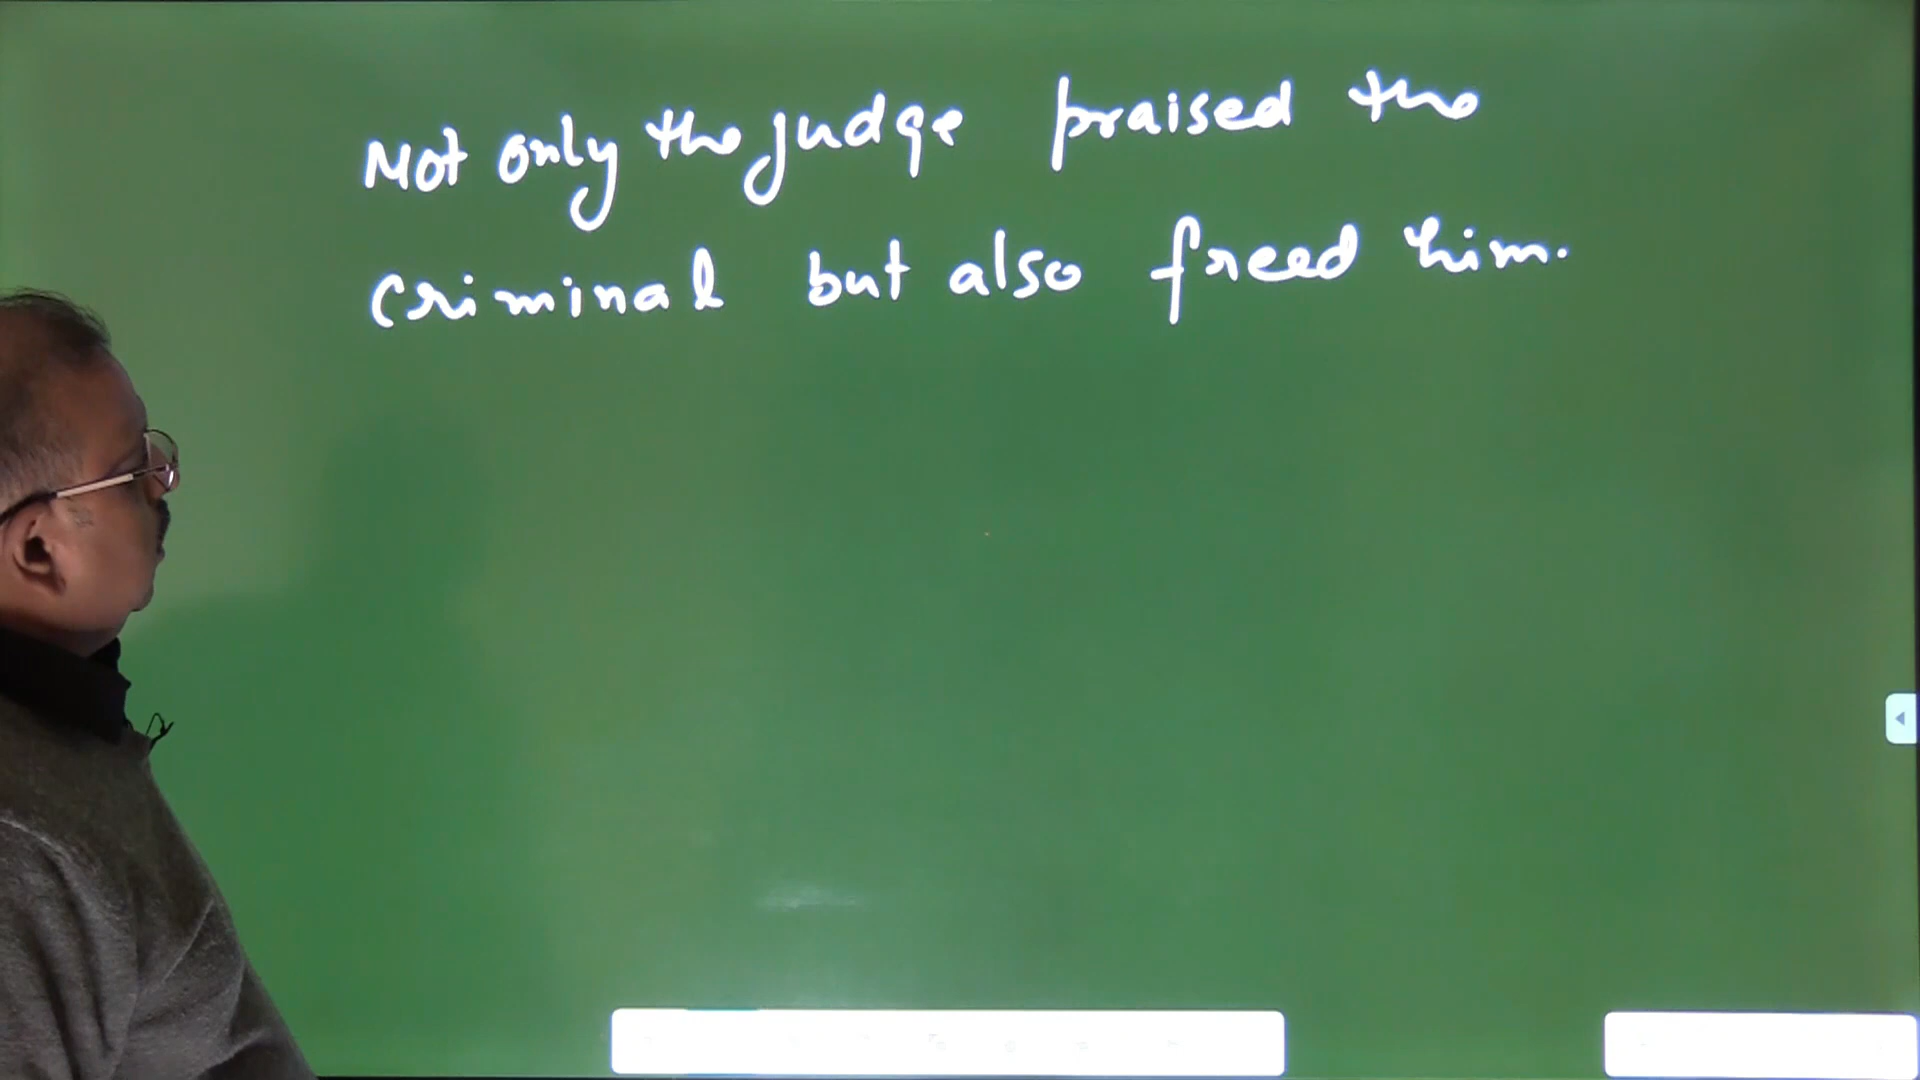 Not only the judge praised the
criminal but also freed him.